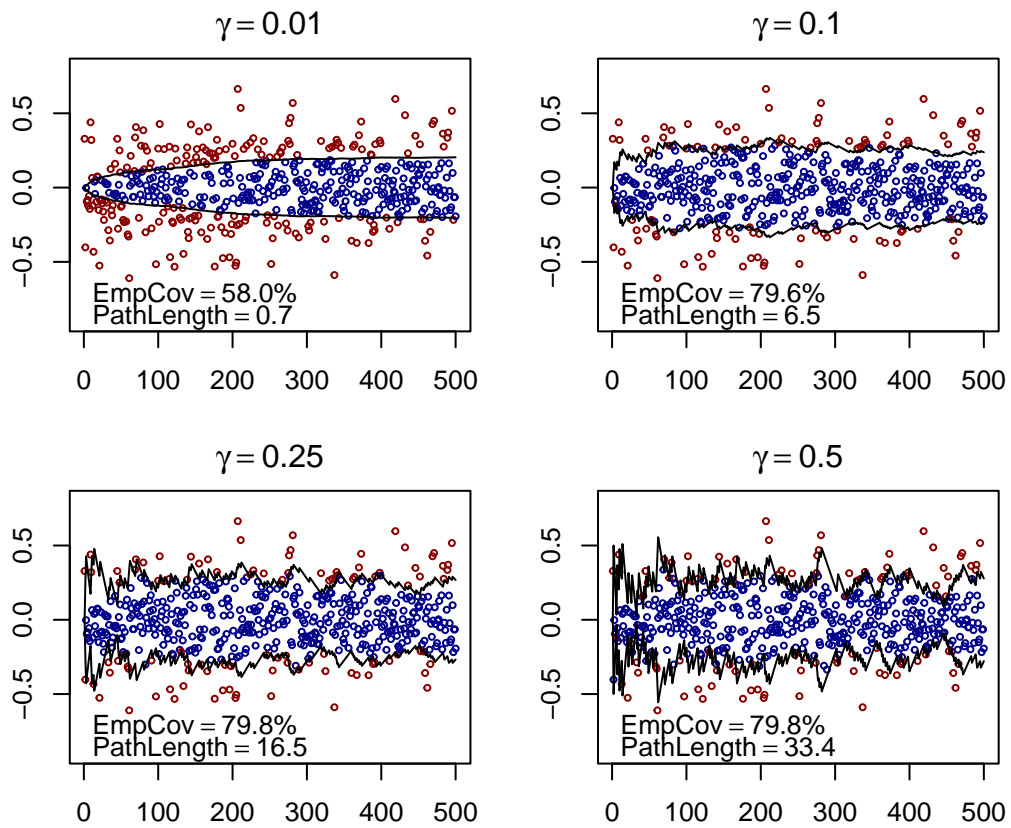 γ = 0.01
0.5
0.0
−0.5
EmpCov = 58.0%
PathLength = 0.7
0 100 200 300 400 500
γ = 0.1
0.5
0.0
−0.5
EmpCov = 79.6%
PathLength = 6.5
0 100 200 300 400 500
γ = 0.25
0.5
0.0
−0.5
EmpCov = 79.8%
PathLength = 16.5
0 100 200 300 400 500
γ = 0.5
0.5
0.0
−0.5
EmpCov = 79.8%
PathLength = 33.4
0 100 200 300 400 500